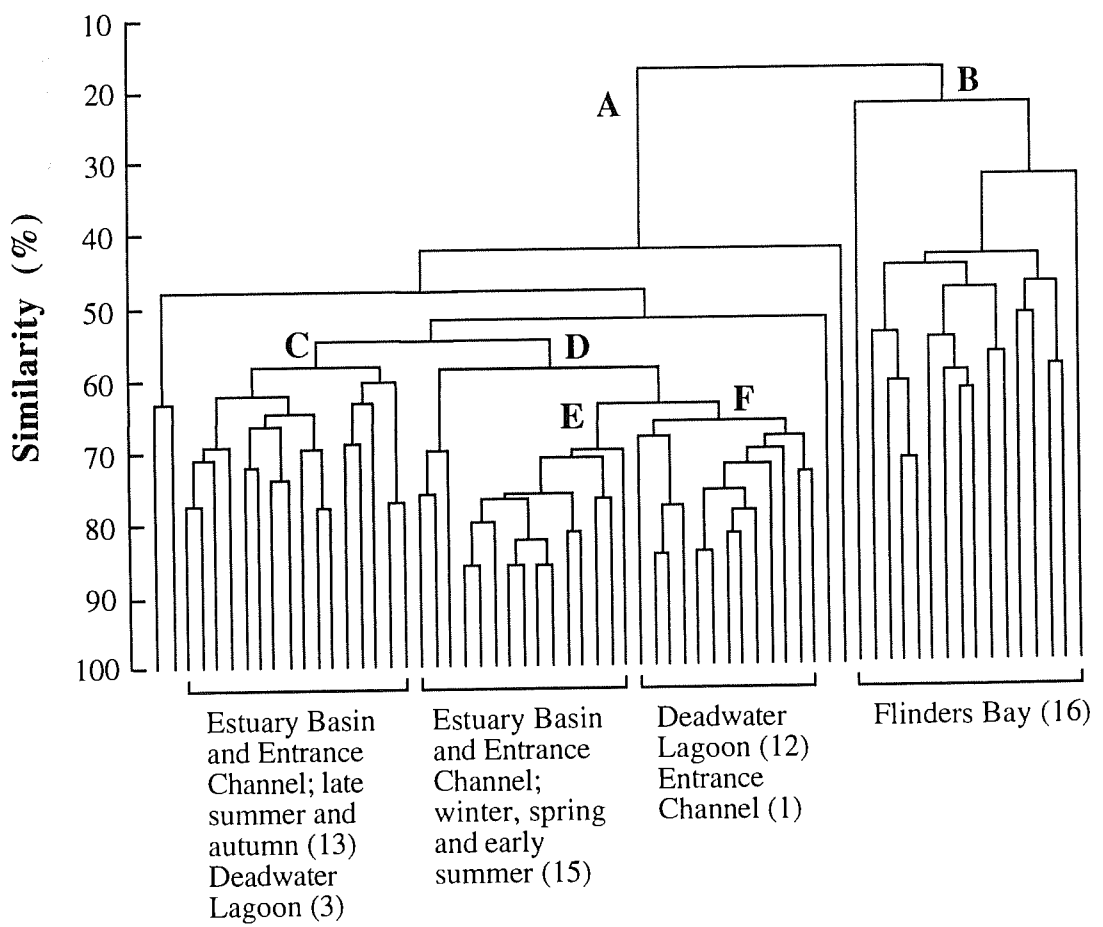 10
20
30
40
50
60
70
80
90
100
Similarity (%)
A
B
C
D
E
F
Estuary Basin
and Entrance
Channel; late
summer and
autumn (13)
Deadwater
Lagoon (3)
Estuary Basin
and Entrance
Channel;
winter, spring
and early
summer (15)
Deadwater
Lagoon (12)
Entrance
Channel (1)
Flinders Bay (16)